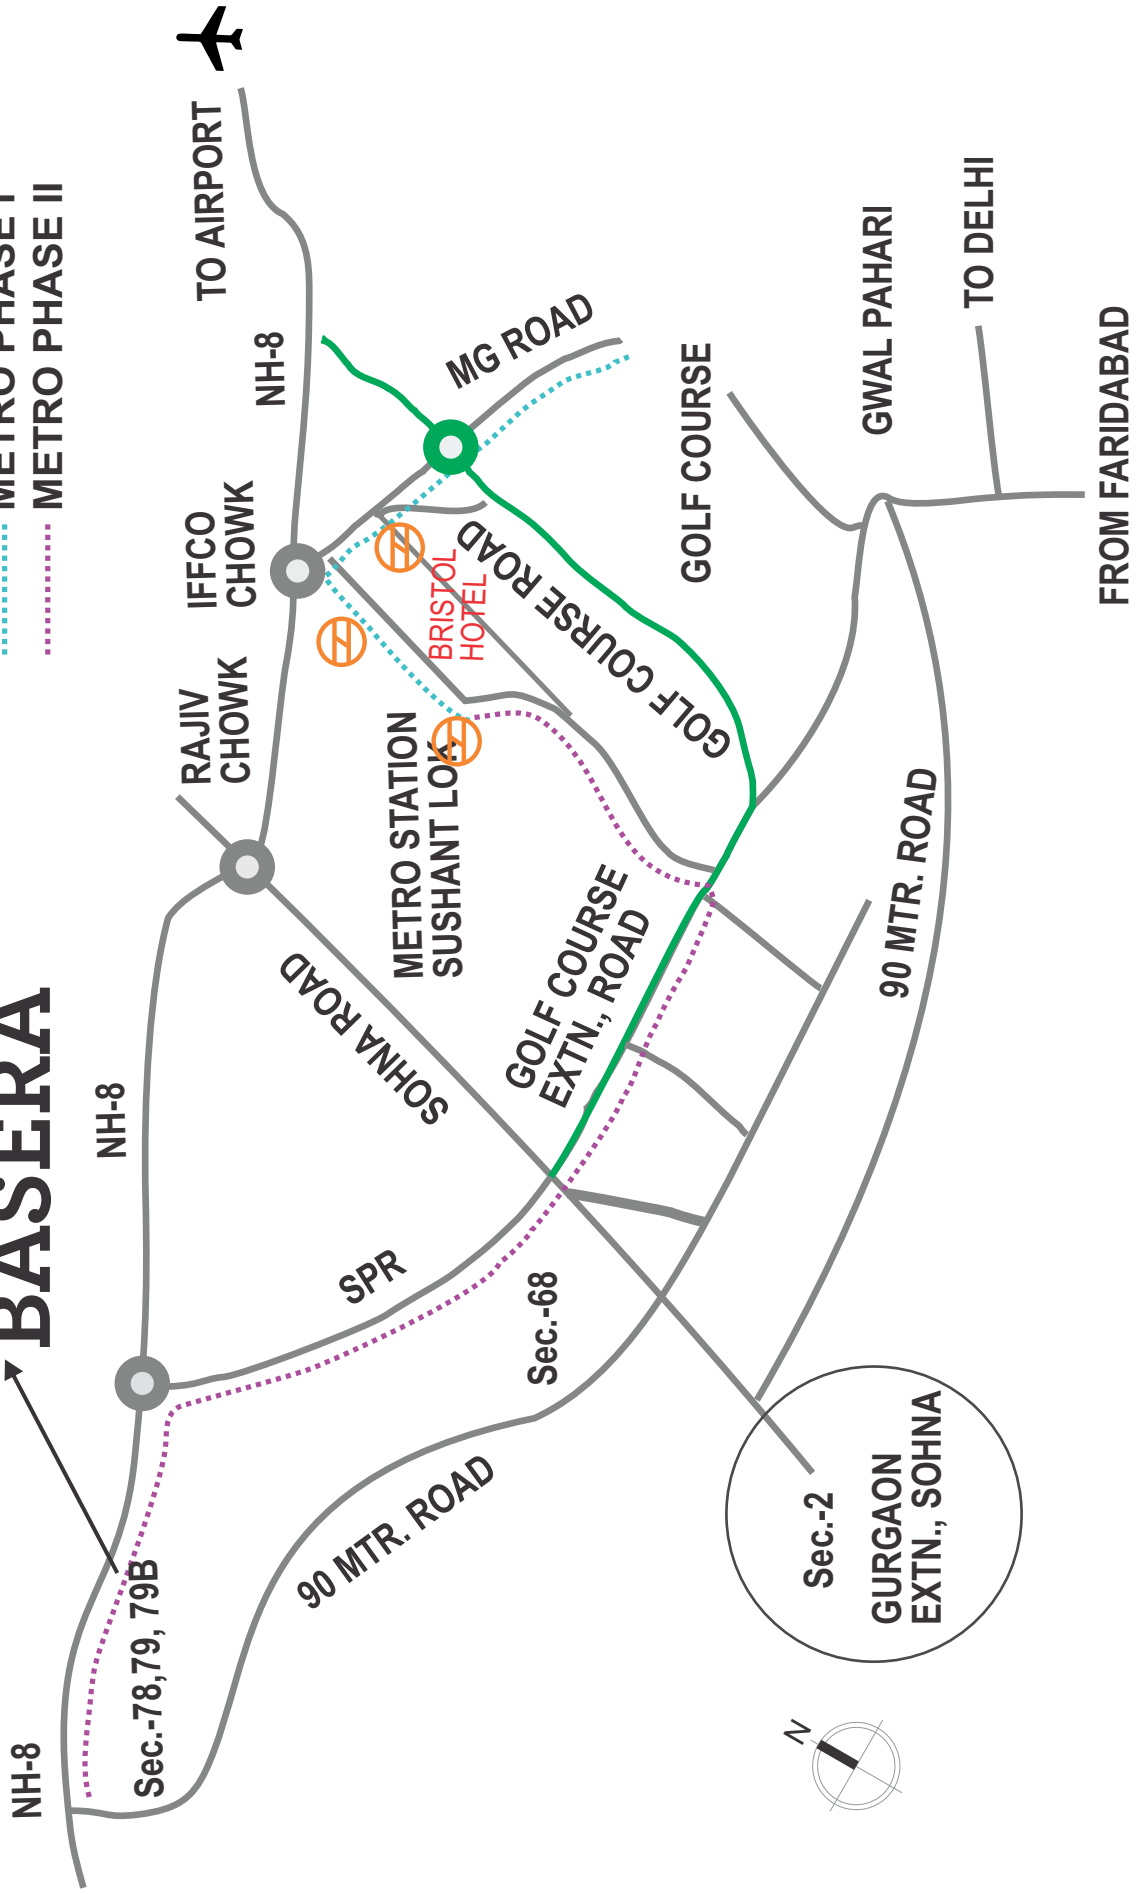 METRO PHASE I
METRO PHASE II
BASERA
TO AIRPORT
NH-8
MG ROAD
IFFCO
CHOWK
RAJIV
CHOWK
BRISTOL
HOTEL
GOLF COURSE ROAD
GOLF COURSE
GWAL PAHARI
TO DELHI
FROM FARIDABAD
METRO STATION
SUSHANT LOK
SOHNA ROAD
GOLF COURSE
EXTN., ROAD
90 MTR. ROAD
NH-8
SPR
Sec.-68
90 MTR. ROAD
Sec.-78,79, 79B
NH-8
Sec.-2
GURGAON
EXTN., SOHNA
N